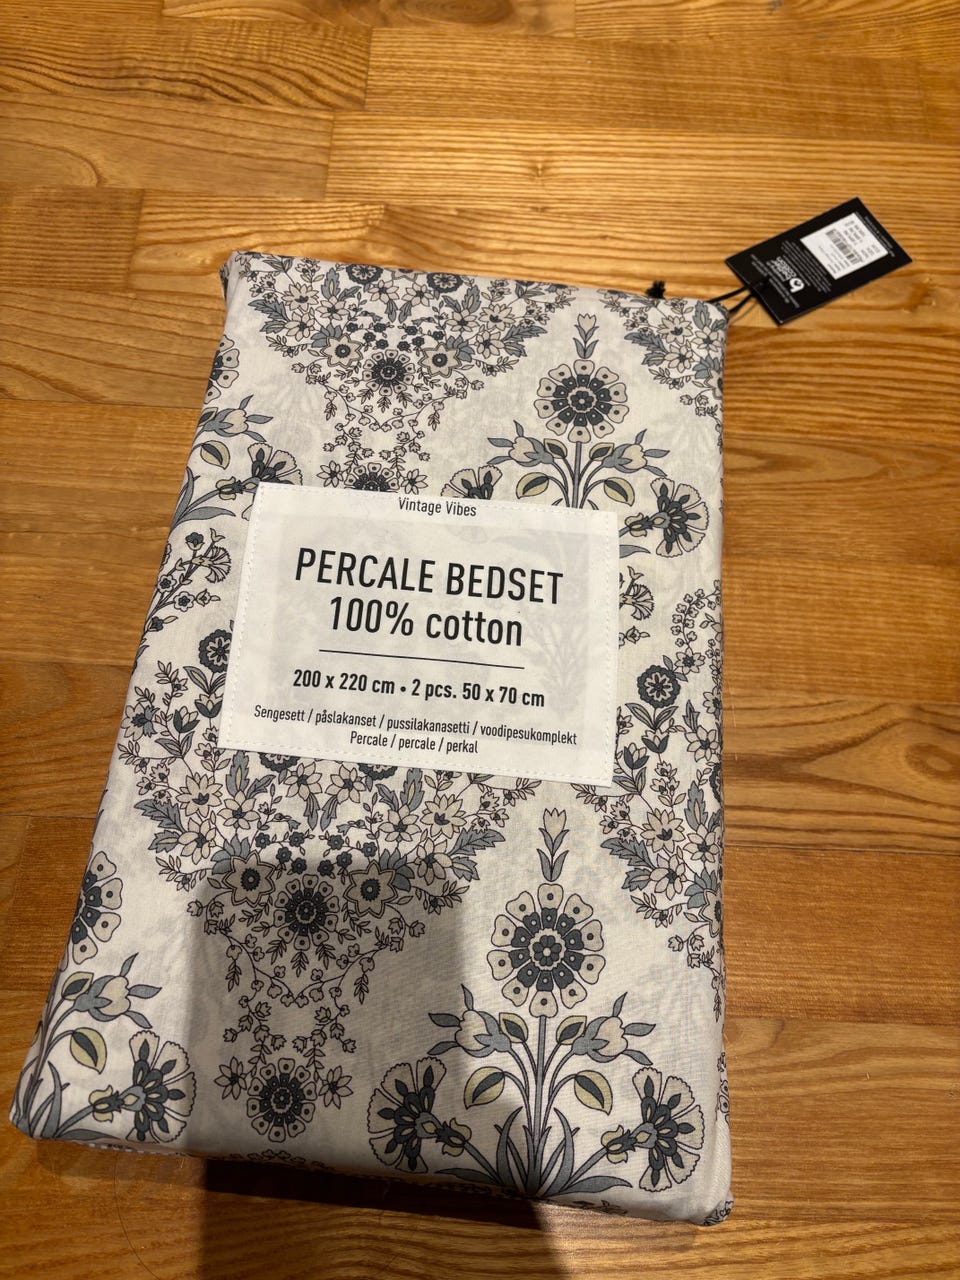 Vintage Vibes
PERCALE BEDSET
100% cotton
200 x 220 cm • 2 pcs. 50 x 70 cm
Sengesett / påslakanset / pussilakanasetti / voodipesukomplekt
Percale / percale / perkal